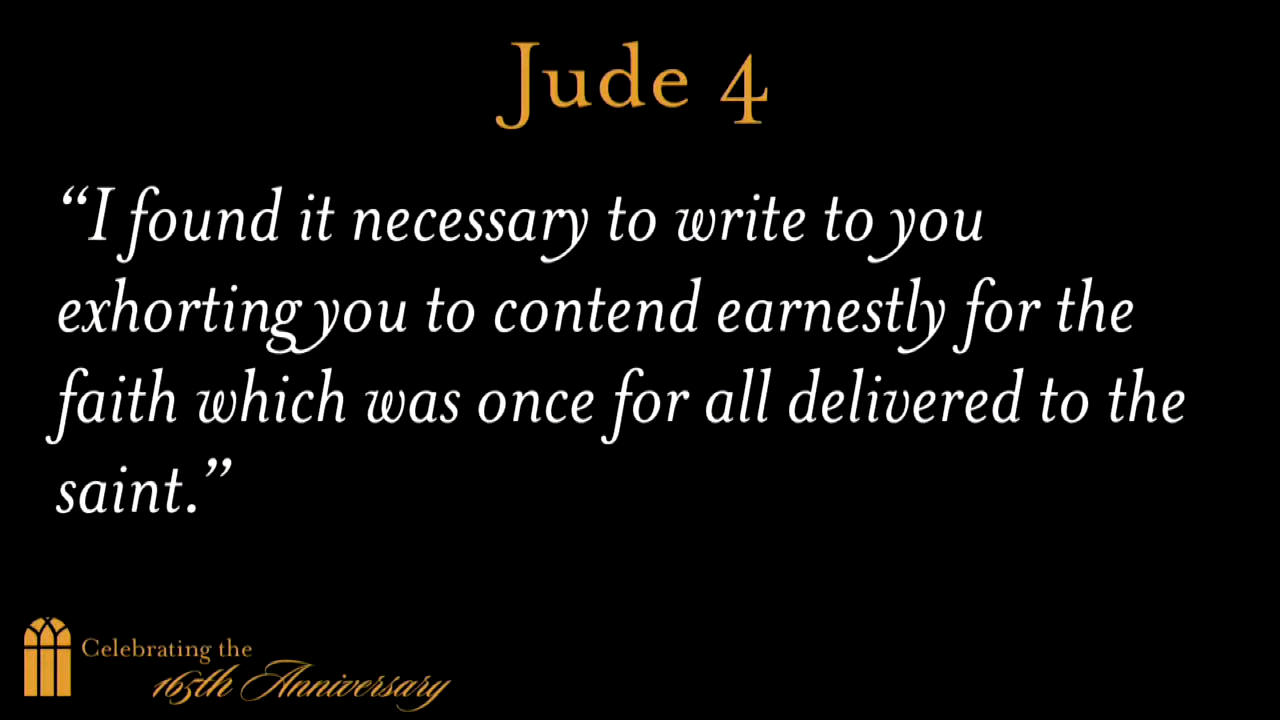 Jude 4
“I found it necessary to write to you
exhorting you to contend earnestly for the
faith which was once for all delivered to the
saint.”
Celebrating the
165th Anniversary